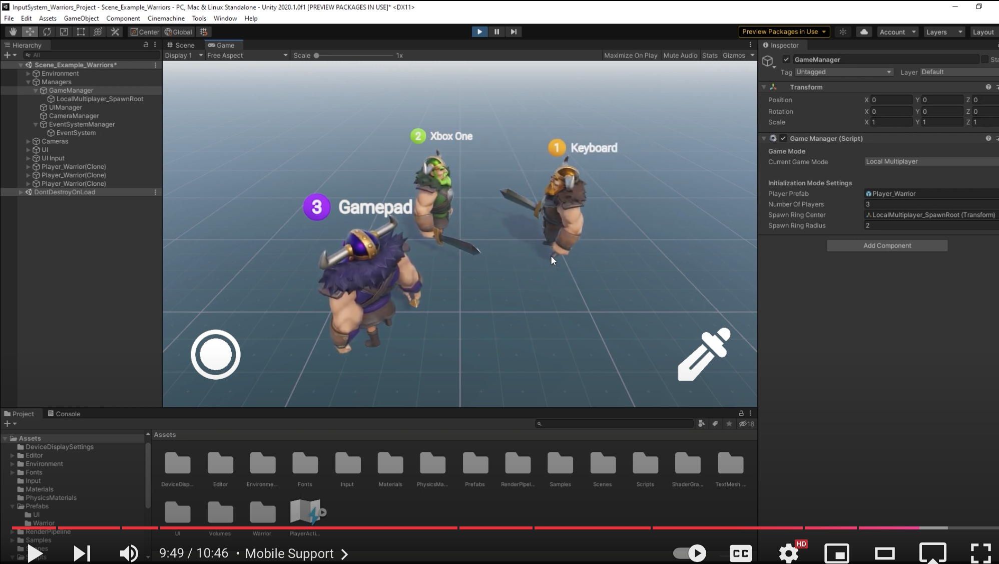 InputSystem_Warriors_Project - Scene_Example_Warriors - PC, Mac & Linux Standalone - Unity 2020.1.0f1 [PREVIEW PACKAGES IN USE]* <DX11>
File Edit Assets GameObject Component Cinemachine Tools Window Help
Center Global Preview Packages in Use Account Layers Layout
Hierarchy
All
Scene_Example_Warriors*
Environment
Managers
GameManager
LocalMultiplayer_SpawnRoot
UIManager
CameraManager
EventSystemManager
EventSystem
Cameras
UI
UI Input
Player_Warrior(Clone)
Player_Warrior(Clone)
Player_Warrior(Clone)
DontDestroyOnLoad
Scene Game
Display 1 Free Aspect Scale 1x Maximize On Play Mute Audio Stats Gizmos
2 Xbox One
1 Keyboard
3 Gamepad
Inspector
GameManager Sta
Tag Untagged Layer Default
Transform
Position X 0 Y 0 Z 0
Rotation X 0 Y 0 Z 0
Scale X 1 Y 1 Z 1
Game Manager (Script)
Game Mode
Current Game Mode Local Multiplayer
Initialization Mode Settings
Player Prefab Player_Warrior
Number Of Players 3
Spawn Ring Center LocalMultiplayer_SpawnRoot (Transform)
Spawn Ring Radius 2
Add Component
Project Console
18
Assets
DeviceDisplaySettings
Editor
Environment
Fonts
Input
Materials
PhysicsMaterials
Prefabs
UI
Warrior
RenderPipeline
Samples
Assets
DeviceDisp... Editor Environme... Fonts Input Materials PhysicsMa... Prefabs RenderPipel... Samples Scenes Scripts ShaderGra... TextMesh ...
UI Volumes Warrior PlayerActi...
9:49 / 10:46 • Mobile Support
CC HD